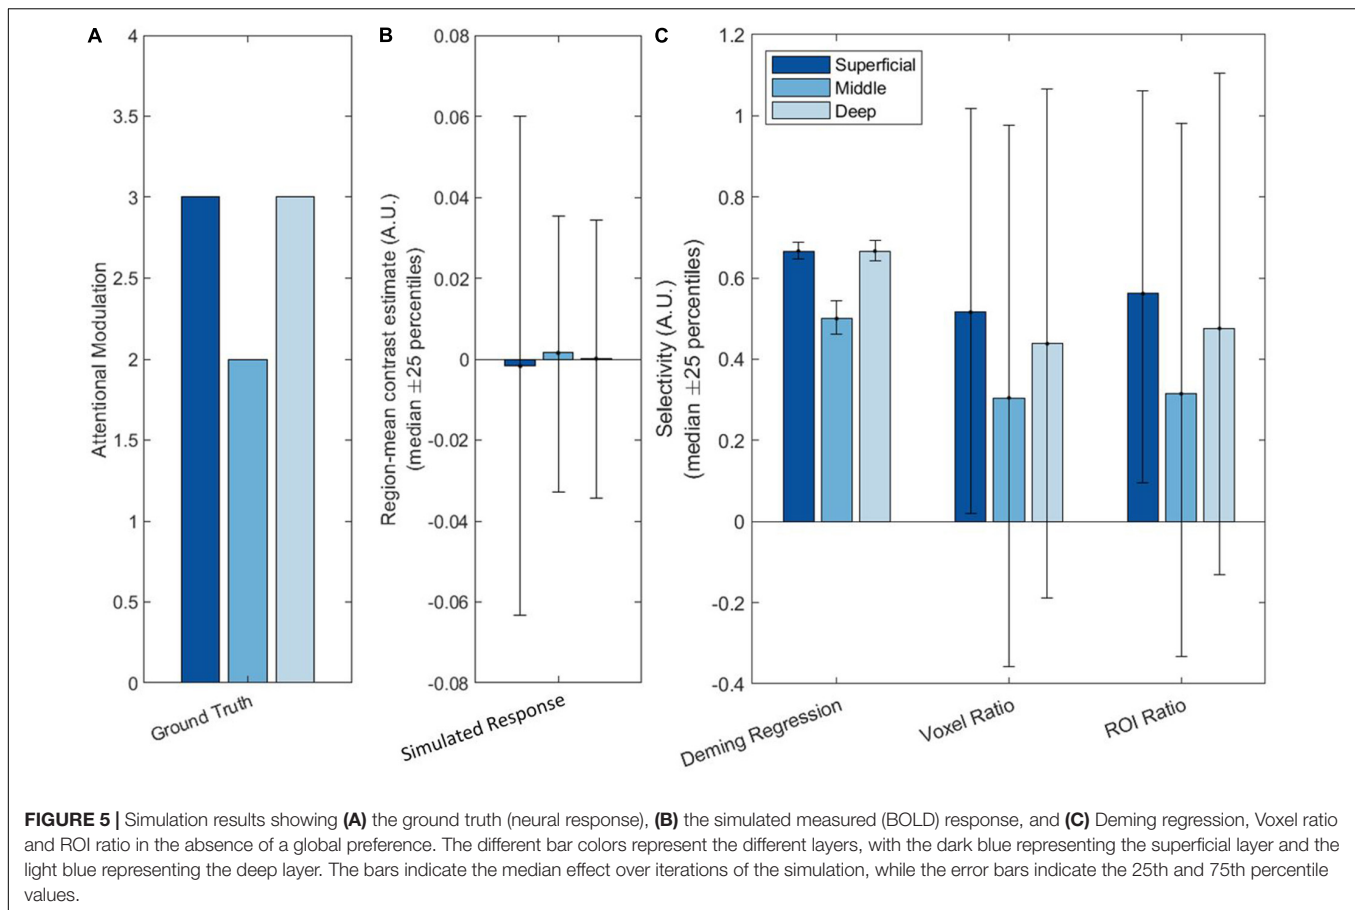 A
4
3.5
3
2.5
2
1.5
1
0.5
0
Attentional Modulation
Ground Truth
B
0.08
0.06
0.04
0.02
0
-0.02
-0.04
-0.06
-0.08
Region-mean contrast estimate (A.U.)
(median ±25 percentiles)
Simulated Response
C
1.2
1
0.8
0.6
0.4
0.2
0
-0.2
-0.4
Selectivity (A.U.)
(median ±25 percentiles)
Superficial
Middle
Deep
Deming Regression
Voxel Ratio
ROI Ratio
FIGURE 5 | Simulation results showing (A) the ground truth (neural response), (B) the simulated measured (BOLD) response, and (C) Deming regression, Voxel ratio
and ROI ratio in the absence of a global preference. The different bar colors represent the different layers, with the dark blue representing the superficial layer and the
light blue representing the deep layer. The bars indicate the median effect over iterations of the simulation, while the error bars indicate the 25th and 75th percentile
values.